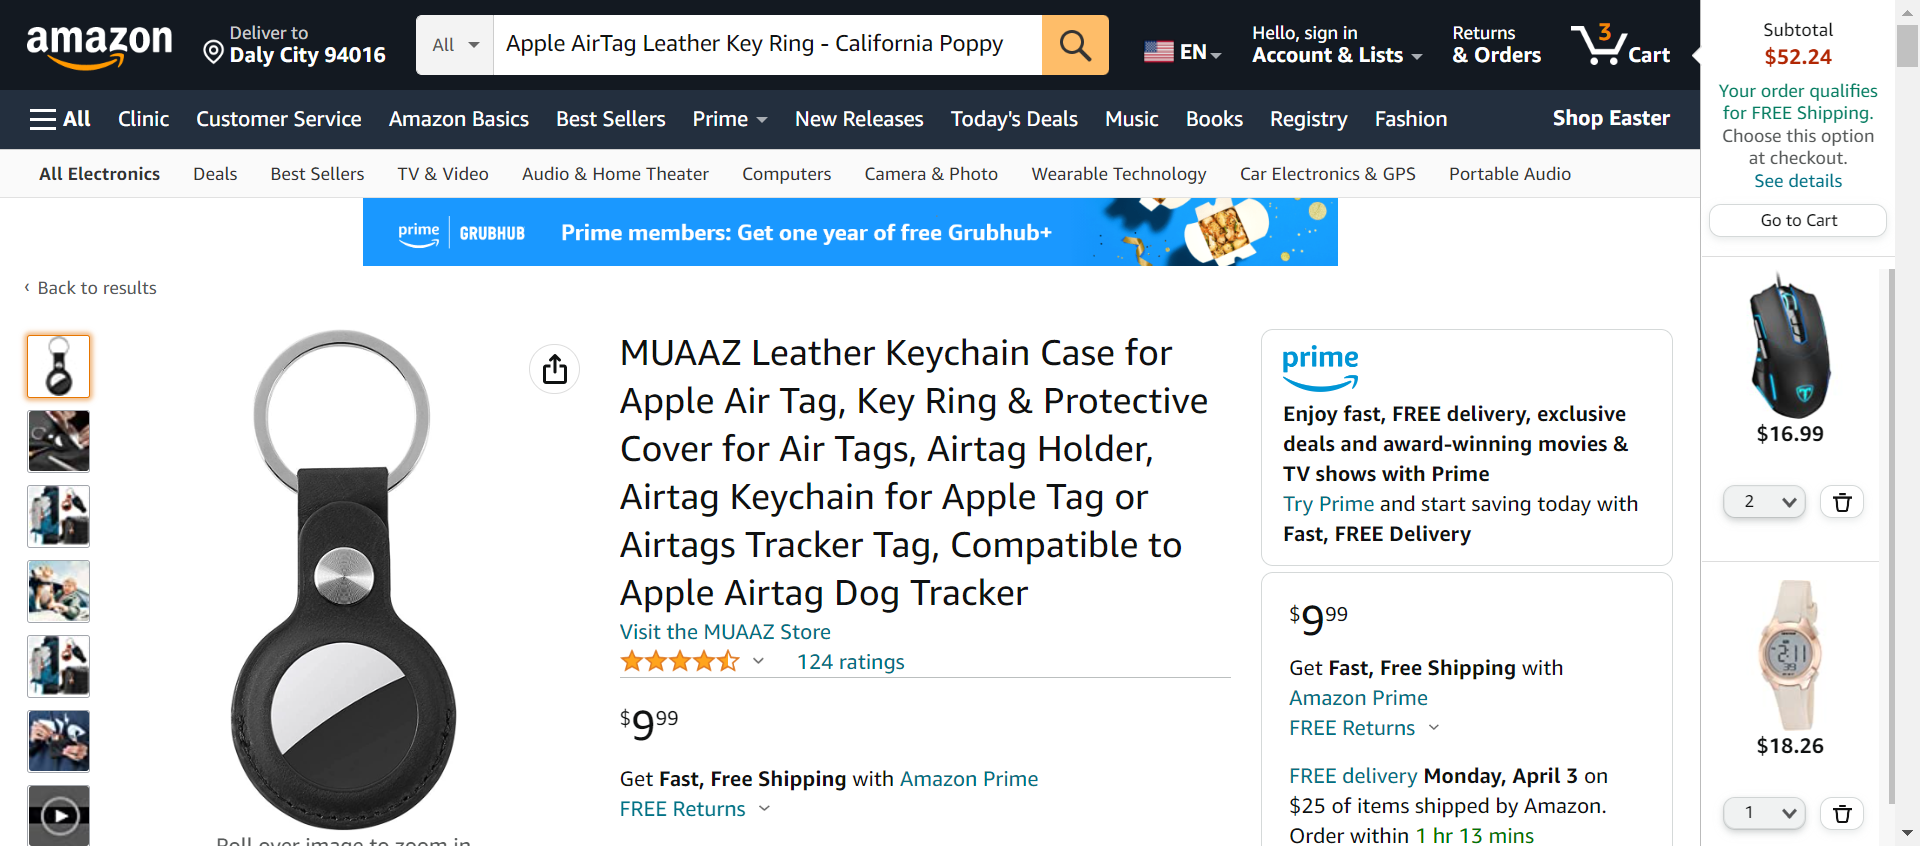 amazon
Deliver to
Daly City 94016
All
Apple AirTag Leather Key Ring - California Poppy
EN
Hello, sign in
Account & Lists
Returns
& Orders
3
Cart
All
Clinic
Customer Service
Amazon Basics
Best Sellers
Prime
New Releases
Today's Deals
Music
Books
Registry
Fashion
Shop Easter
All Electronics
Deals
Best Sellers
TV & Video
Audio & Home Theater
Computers
Camera & Photo
Wearable Technology
Car Electronics & GPS
Portable Audio
prime
GRUBHUB
Prime members: Get one year of free Grubhub+
‹ Back to results
Roll over image to zoom in
MUAAZ Leather Keychain Case for
Apple Air Tag, Key Ring & Protective
Cover for Air Tags, Airtag Holder,
Airtag Keychain for Apple Tag or
Airtags Tracker Tag, Compatible to
Apple Airtag Dog Tracker
Visit the MUAAZ Store
124 ratings
$9 99
Get Fast, Free Shipping with Amazon Prime
FREE Returns
prime
Enjoy fast, FREE delivery, exclusive
deals and award-winning movies &
TV shows with Prime
Try Prime and start saving today with
Fast, FREE Delivery
$9 99
Get Fast, Free Shipping with
Amazon Prime
FREE Returns
FREE delivery Monday, April 3 on
$25 of items shipped by Amazon.
Order within 1 hr 13 mins
Subtotal
$52.24
Your order qualifies
for FREE Shipping.
Choose this option
at checkout.
See details
Go to Cart
$16.99
2
2:11
39
$18.26
1